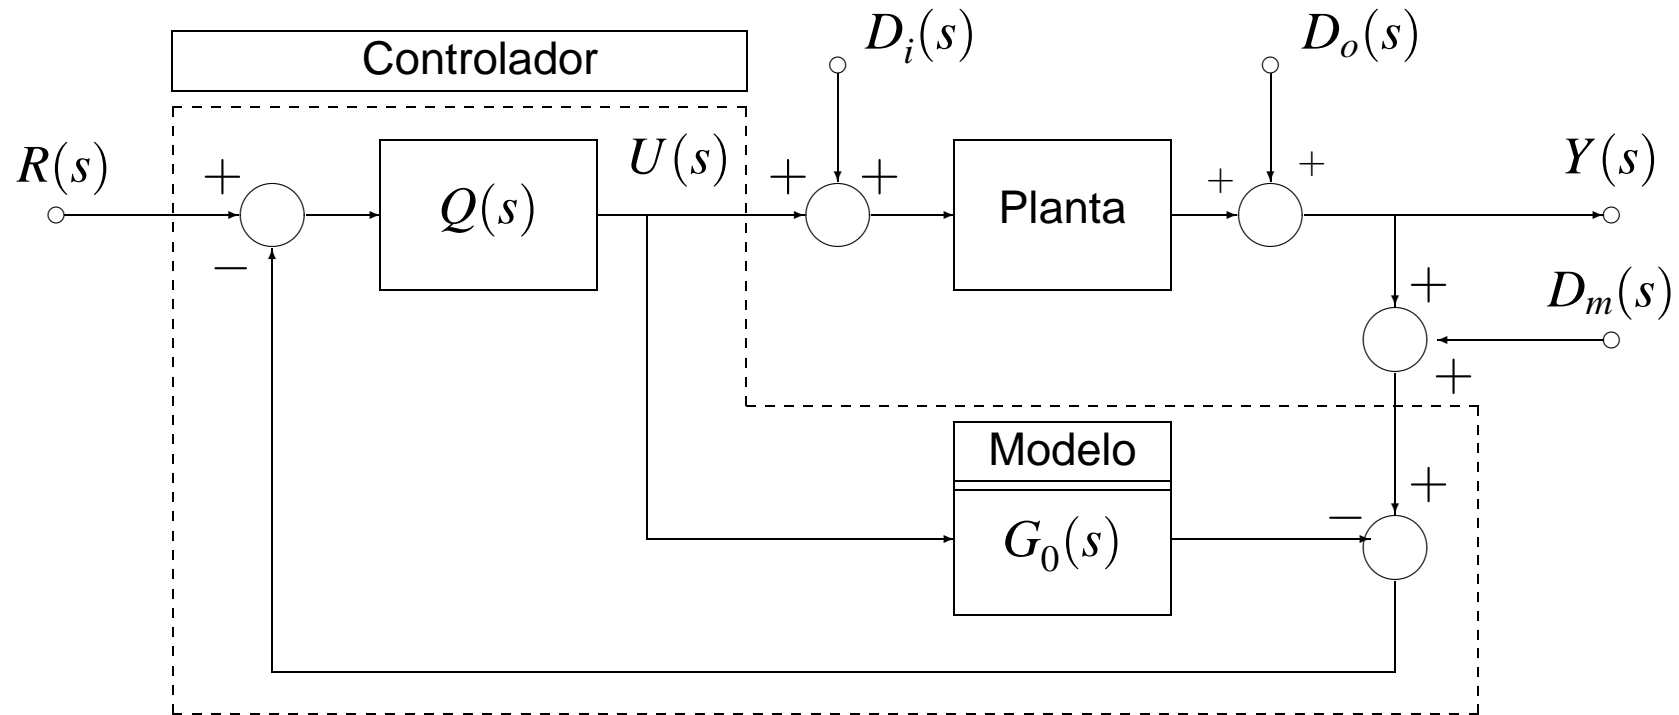 Controlador
D_i(s)
D_o(s)
R(s)
+
−
Q(s)
U(s)
+
+
Planta
+
+
Y(s)
+
D_m(s)
+
Modelo
G_0(s)
−
+